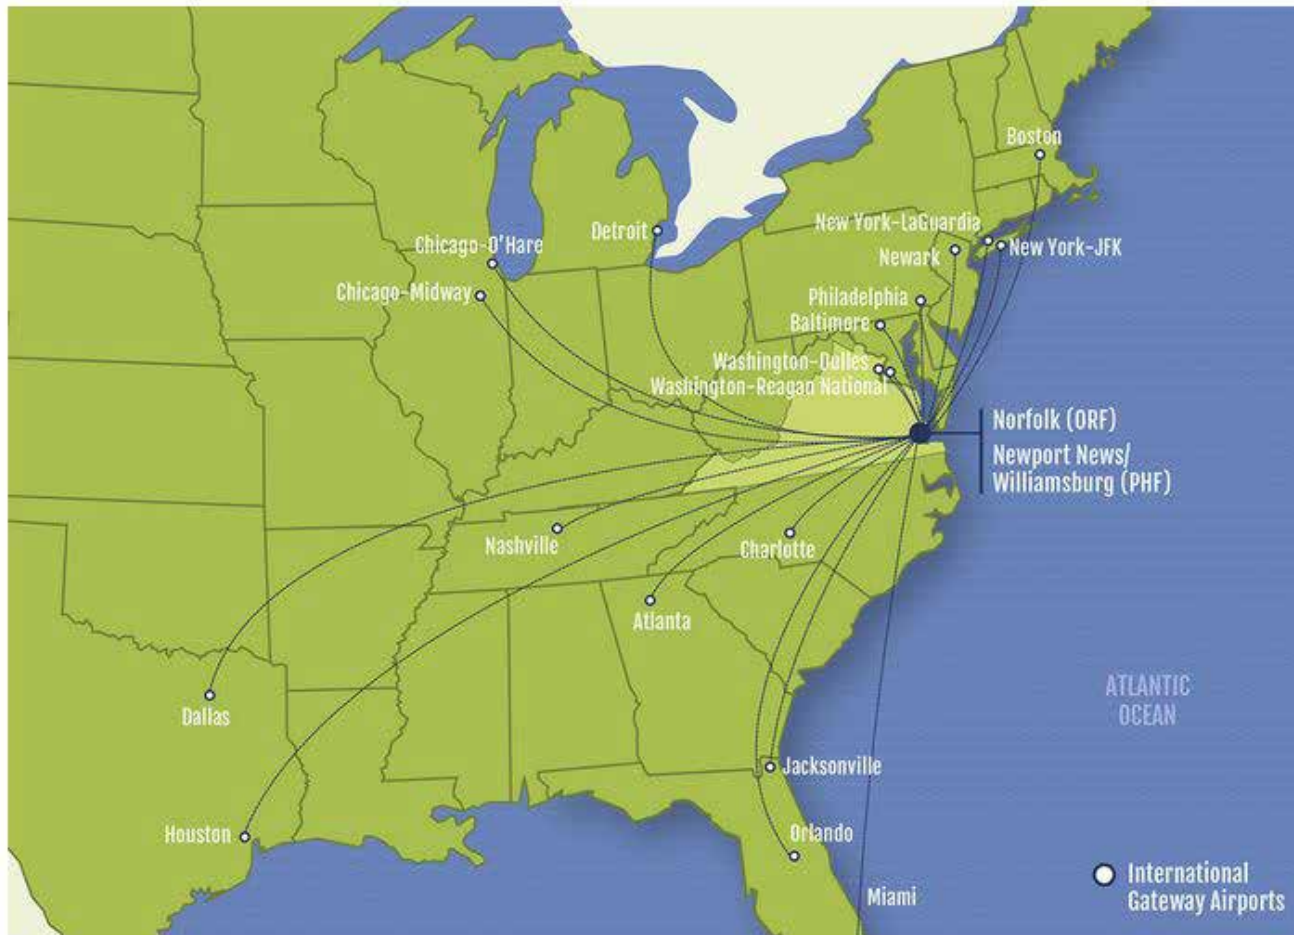 Boston
New York-LaGuardia
New York-JFK
Newark
Detroit
Chicago-O'Hare
Chicago-Midway
Philadelphia
Baltimore
Washington-Dulles
Washington-Reagan National
Norfolk (ORF)
Newport News/
Williamsburg (PHF)
Nashville
Charlotte
Atlanta
Dallas
ATLANTIC
OCEAN
Jacksonville
Houston
Orlando
Miami
International
Gateway Airports